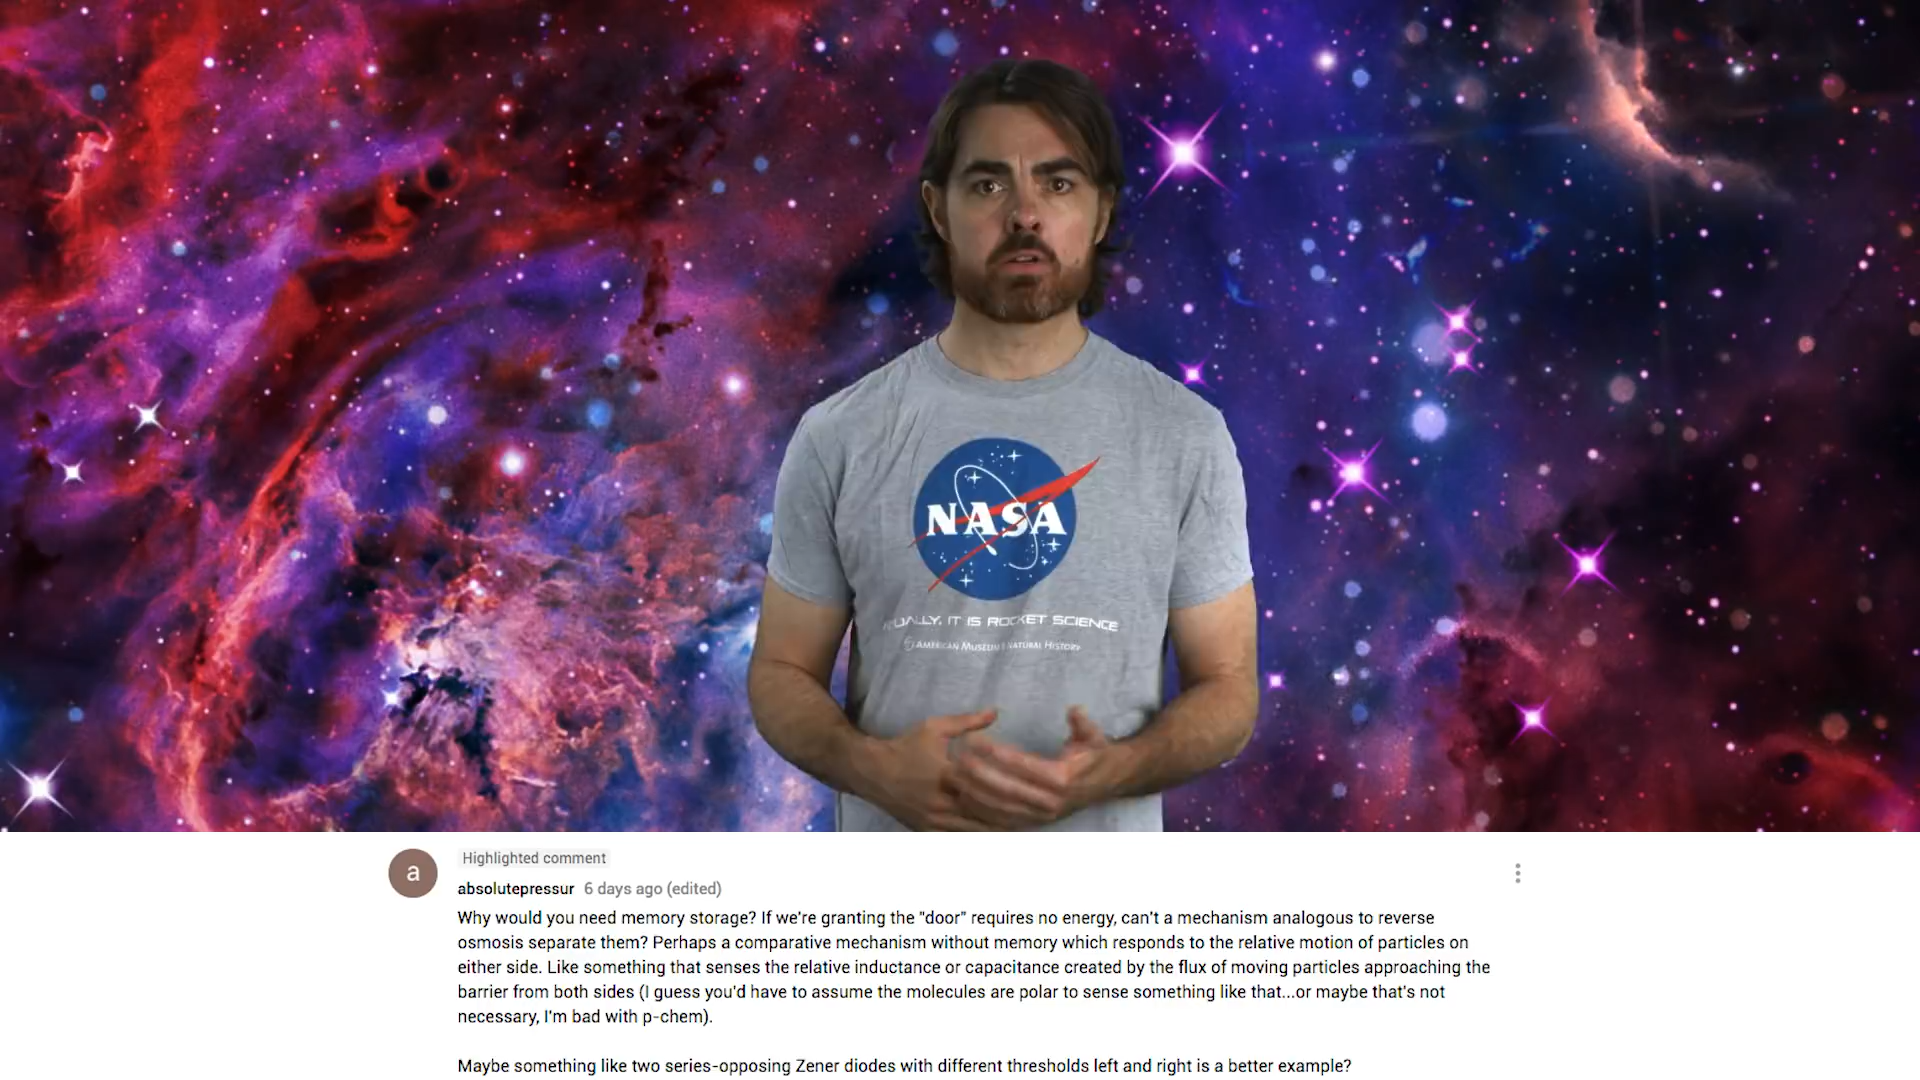 NASA
IT IS ROCKET SCIENCE
AMERICAN MUSEUM NATURAL HISTORY
a
Highlighted comment
absolutepressur 6 days ago (edited)
Why would you need memory storage? If we're granting the "door" requires no energy, can't a mechanism analogous to reverse
osmosis separate them? Perhaps a comparative mechanism without memory which responds to the relative motion of particles on
either side. Like something that senses the relative inductance or capacitance created by the flux of moving particles approaching the
barrier from both sides (I guess you'd have to assume the molecules are polar to sense something like that...or maybe that's not
necessary, I'm bad with p-chem).
Maybe something like two series-opposing Zener diodes with different thresholds left and right is a better example?